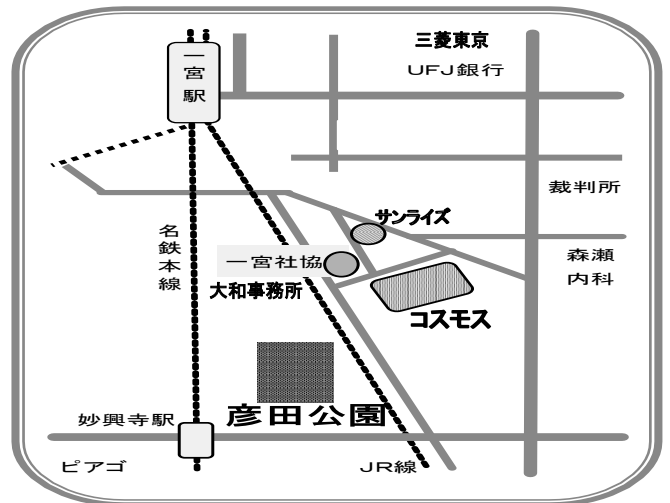 三菱東京
UFJ銀行
一宮駅
裁判所
サンライズ
名鉄本線
一宮社協
大和事務所
森瀬
内科
コスモス
彦田公園
妙興寺駅
ピアゴ
JR線